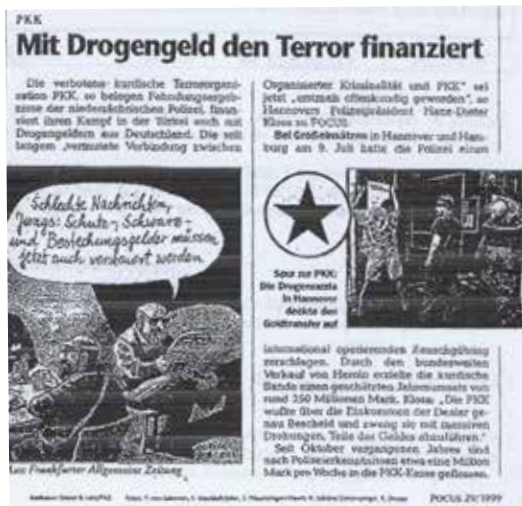 PKK
Mit Drogengeld den Terror finanziert
Die verbotene kurdische Terrororgani-
sation PKK, so belegen Fahndungsergeb-
nisse der niedersächsischen Polizei, finan-
ziert ihren Kampf in der Türkei auch mit
Drogengeldern aus Deutschland. Die seit
langem „vermutete Verbindung zwischen
Organisierter Kriminalität und PKK“ sei
jetzt „erstmals offenkundig geworden“, so
Hannovers Polizeipräsident Hans-Dieter
Klosa zu FOCUS.
Bei Großeinsätzen in Hannover und Ham-
burg am 9. Juli hatte die Polizei einen
Schlechte Nachrichten,
Jungs: Schutz-, Schwarz-
und Bestechungsgelder müssen
jetzt auch versteuert werden
Spur zur PKK:
Die Drogenrazzia
in Hannover
deckte den
Geldtransfer auf
international operierenden Rauschgiftring
zerschlagen. Durch den bundesweiten
Verkauf von Heroin erzielte die kurdische
Bande einen geschätzten Jahresumsatz von
rund 250 Millionen Mark. Klosa: „Die PKK
wußte über die Einkommen der Dealer ge-
nau Bescheid und zwang sie mit massiven
Drohungen, Teile des Geldes abzuführen.“
Seit Oktober vergangenen Jahres sind
nach Polizeierkenntnissen etwa eine Million
Mark pro Woche in die PKK-Kasse geflossen.
Aus: Frankfurter Allgemeine Zeitung
FOCUS 29/1999